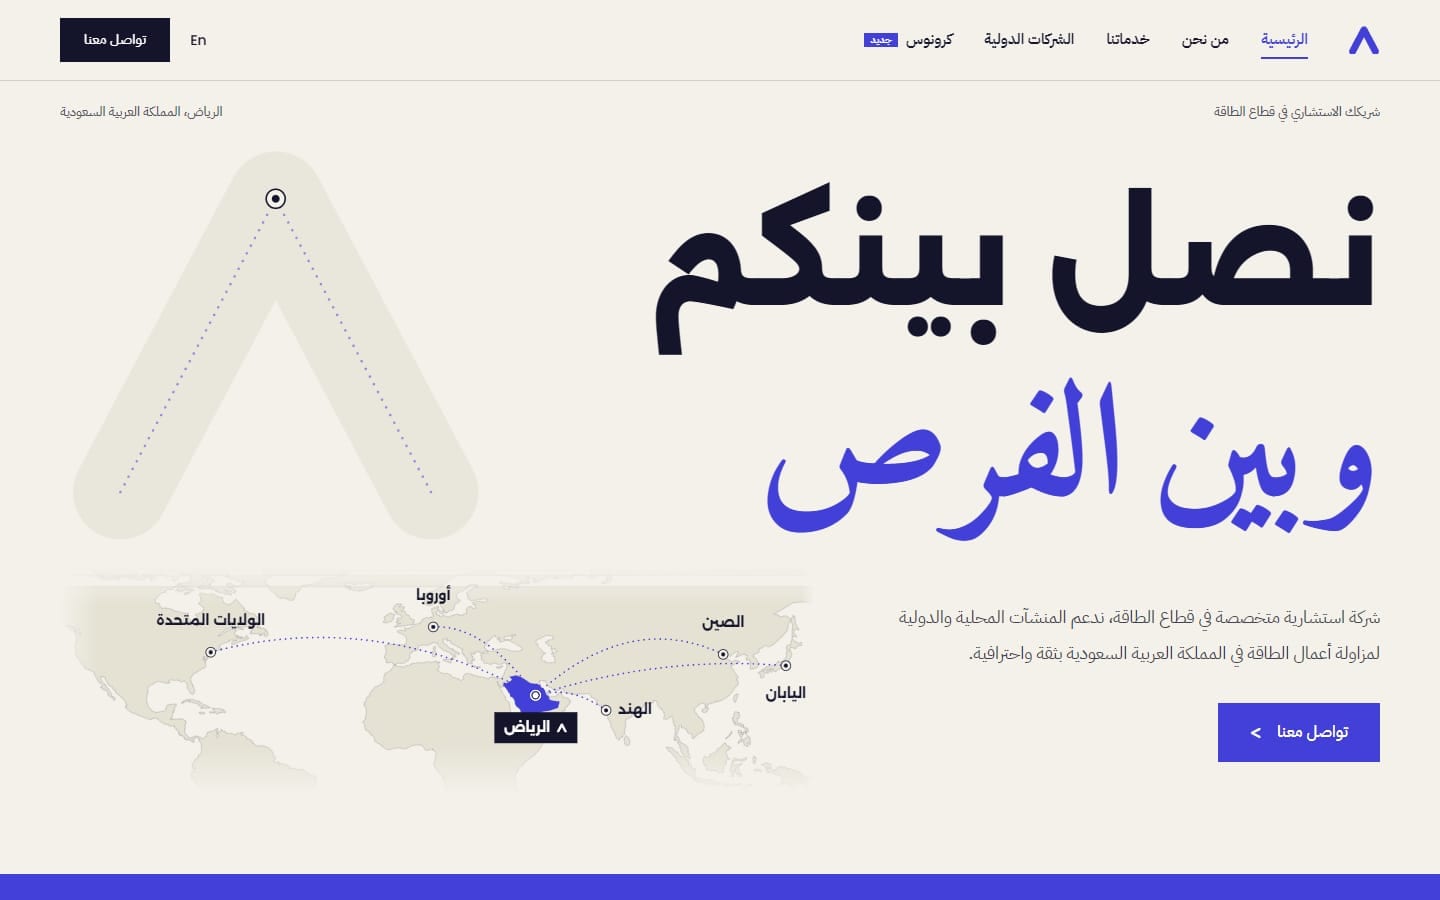 الرئيسية
من نحن
خدماتنا
الشركات الدولية
كرونوس جديد
En
تواصل معنا
شريكك الاستشاري في قطاع الطاقة
الرياض، المملكة العربية السعودية
نصل بينكم
وبين الفرص
شركة استشارية متخصصة في قطاع الطاقة، ندعم المنشآت المحلية والدولية
لمزاولة أعمال الطاقة في المملكة العربية السعودية بثقة واحترافية.
تواصل معنا >
أوروبا
الولايات المتحدة
الصين
اليابان
الهند
الرياض